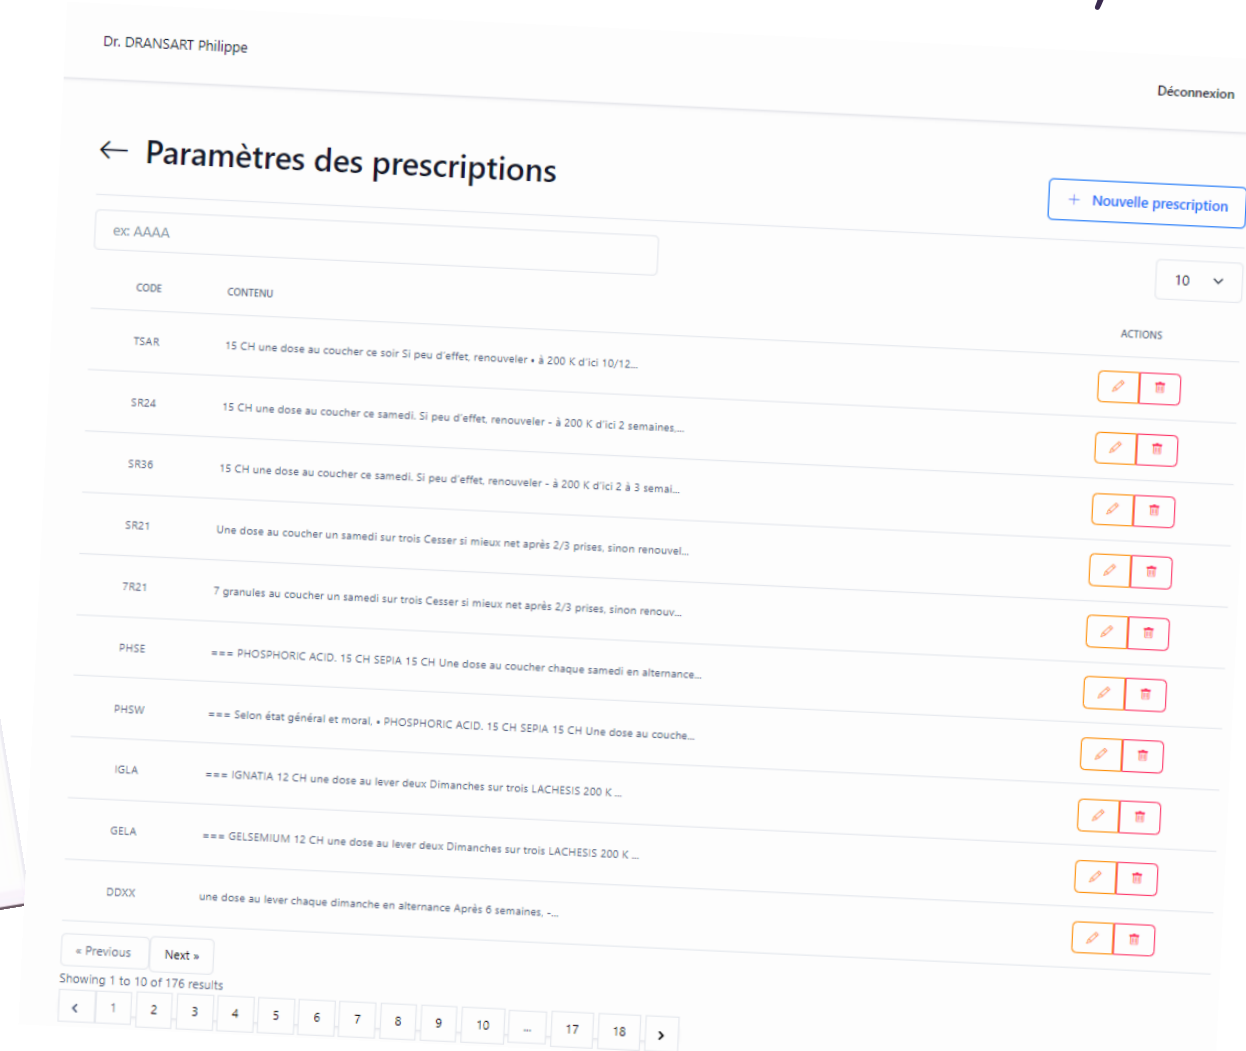 Dr. DRANSART Philippe
Déconnexion
← Paramètres des prescriptions
+ Nouvelle prescription
ex: AAAA
10
CODE CONTENU ACTIONS
TSAR 15 CH une dose au coucher ce soir Si peu d'effet, renouveler • à 200 K d'ici 10/12...
SR24 15 CH une dose au coucher ce samedi. Si peu d'effet, renouveler - à 200 K d'ici 2 semaines,...
SR36 15 CH une dose au coucher ce samedi. Si peu d'effet, renouveler - à 200 K d'ici 2 à 3 semai...
SR21 Une dose au coucher un samedi sur trois Cesser si mieux net après 2/3 prises, sinon renouvel...
7R21 7 granules au coucher un samedi sur trois Cesser si mieux net après 2/3 prises, sinon renouv...
PHSE === PHOSPHORIC ACID. 15 CH SEPIA 15 CH Une dose au coucher chaque samedi en alternance...
PHSW === Selon état général et moral, • PHOSPHORIC ACID. 15 CH SEPIA 15 CH Une dose au couche...
IGLA === IGNATIA 12 CH une dose au lever deux Dimanches sur trois LACHESIS 200 K ...
GELA === GELSEMIUM 12 CH une dose au lever deux Dimanches sur trois LACHESIS 200 K ...
DDXX une dose au lever chaque dimanche en alternance Après 6 semaines, -...
« Previous Next »
Showing 1 to 10 of 176 results
‹ 1 2 3 4 5 6 7 8 9 10 ... 17 18 ›